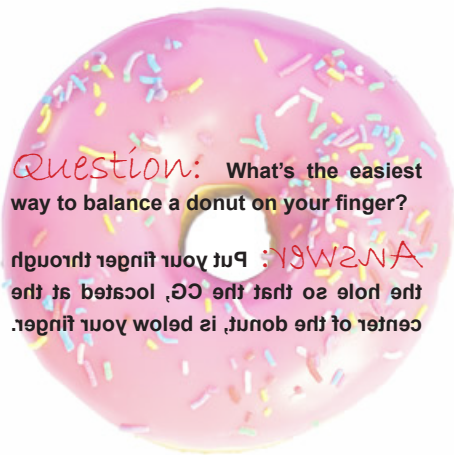 Question: What's the easiest
way to balance a donut on your finger?
Answer: Put your finger through
the hole so that the CG, located at the
center of the donut, is below your finger.